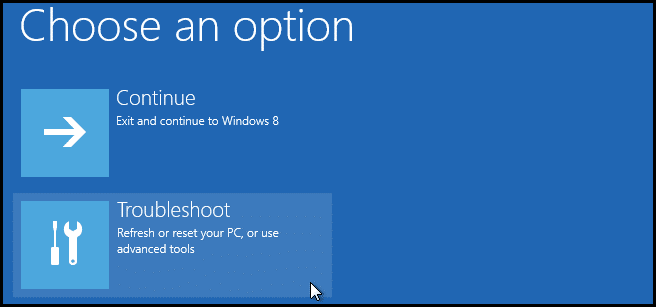 Choose an option
Continue
Exit and continue to Windows 8
Troubleshoot
Refresh or reset your PC, or use
advanced tools